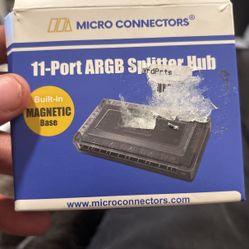 MICRO CONNECTORS®
11-Port ARGB Splitter Hub
Built-In
MAGNETIC
Base
www.microconnectors.com